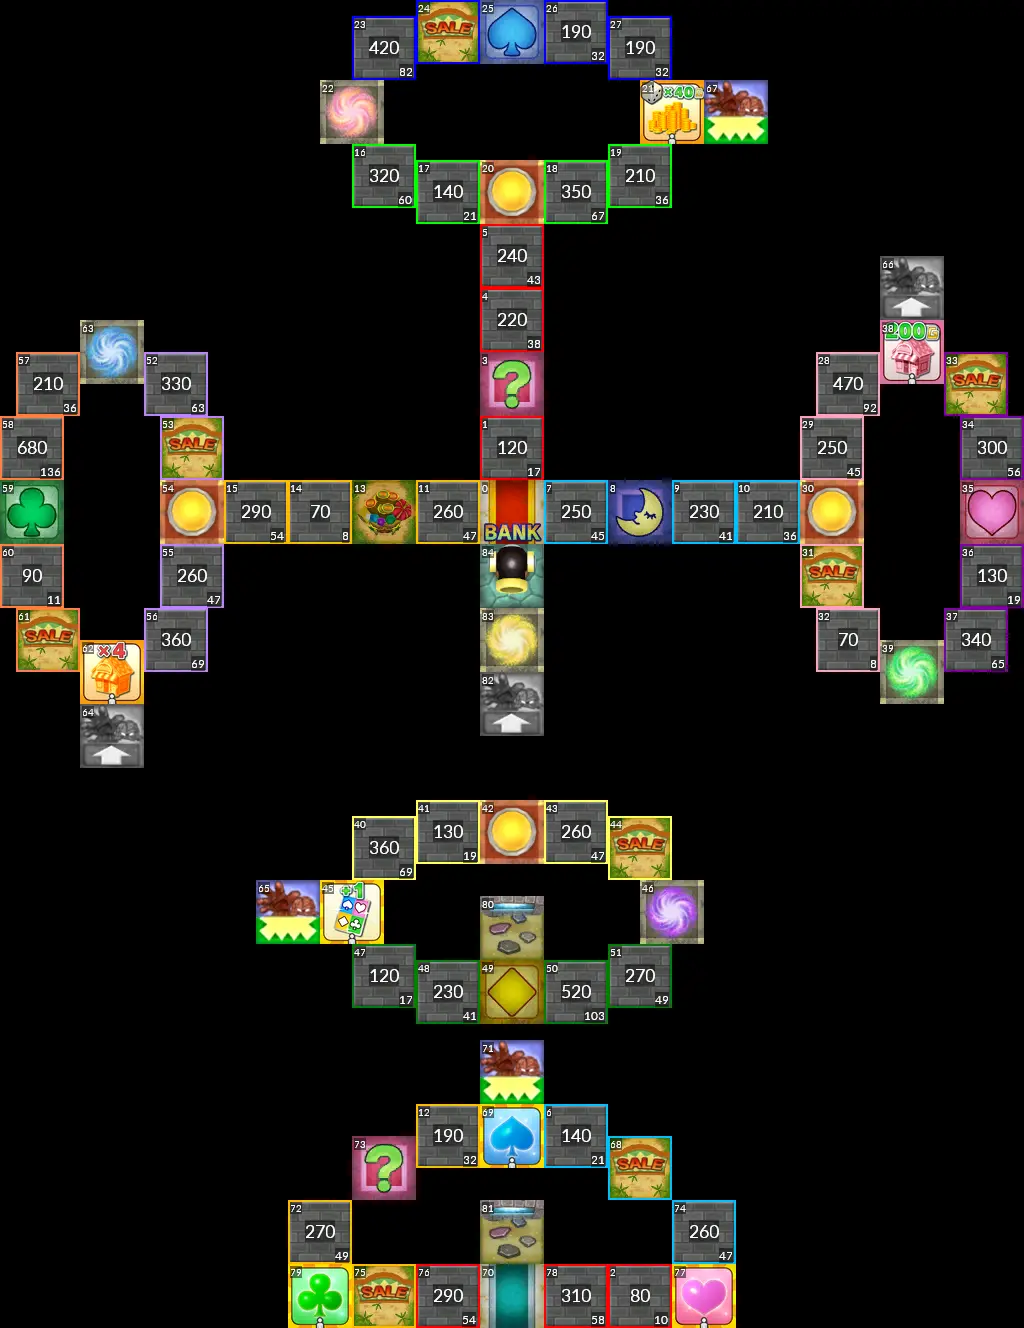 24 SALE 25 26 190 32
23 420 82 27 190 32
22 21 ×40G 67
16 320 60 19 210 36
17 140 21 20 18 350 67
5 240 43
66
4 220 38
63 38 200G
57 210 36 52 330 63 3 ? 28 470 92 33 SALE
58 680 136 53 SALE 1 120 17 29 250 45 34 300 56
59 54 15 290 54 14 70 8 13 11 260 47 0 BANK 7 250 45 8 9 230 41 10 210 36 30 35
60 90 11 55 260 47 84 31 SALE 36 130 19
61 SALE 56 360 69 83 32 70 8 37 340 65
62 ×4 39
64 82
41 130 19 42 43 260 47
40 360 69 44 SALE
65 45 +1 80 46
47 120 17 51 270 49
48 230 41 49 50 520 103
71
12 190 32 69 6 140 21
73 ? 68 SALE
72 270 49 81 74 260 47
79 75 SALE 76 290 54 70 78 310 58 2 80 10 77